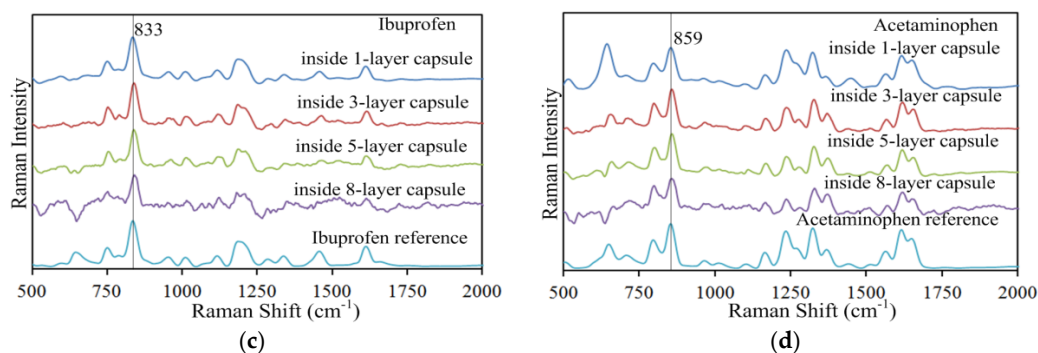 Ibuprofen
833
inside 1-layer capsule
inside 3-layer capsule
inside 5-layer capsule
inside 8-layer capsule
Ibuprofen reference
Raman Intensity
500 750 1000 1250 1500 1750 2000
Raman Shift (cm⁻¹)
(c)
Acetaminophen
859
inside 1-layer capsule
inside 3-layer capsule
inside 5-layer capsule
inside 8-layer capsule
Acetaminophen reference
Raman Intensity
500 750 1000 1250 1500 1750 2000
Raman Shift (cm⁻¹)
(d)